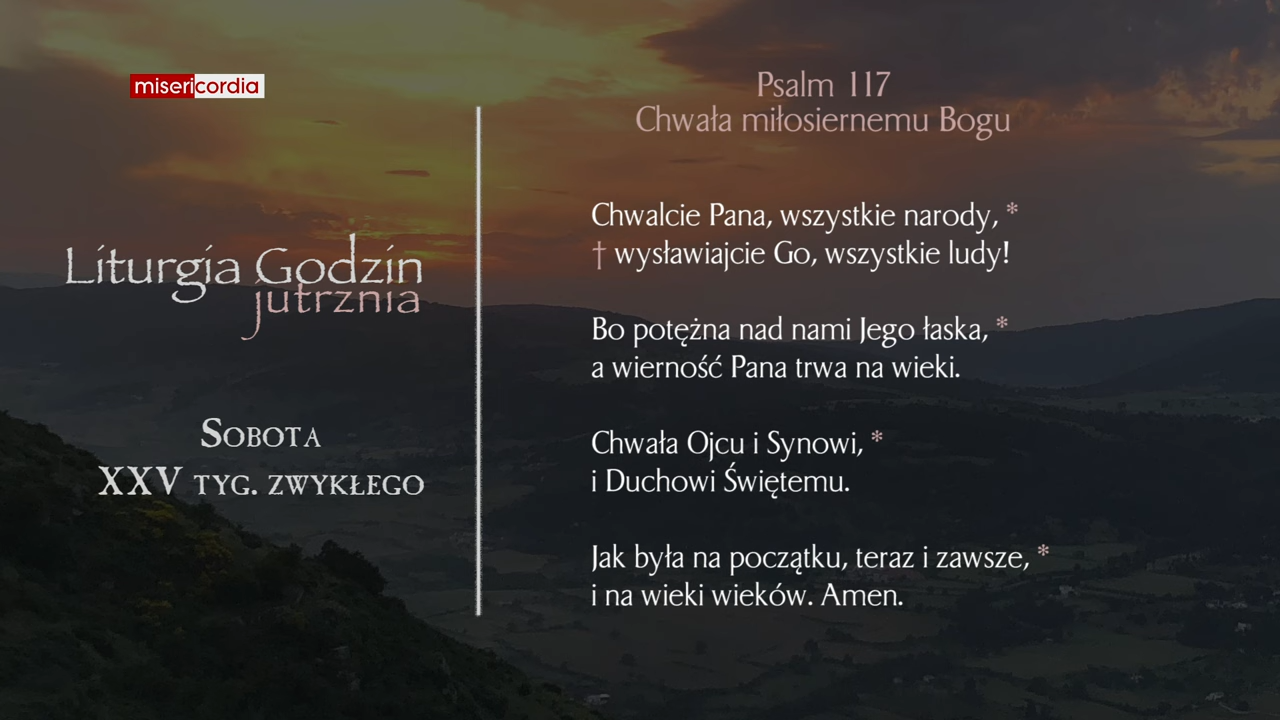 misericordia
Liturgia Godzin
jutrznia
Sobota
XXV tyg. zwykłego
Psalm 117
Chwała miłosiernemu Bogu
Chwalcie Pana, wszystkie narody, *
† wysławiajcie Go, wszystkie ludy!
Bo potężna nad nami Jego łaska, *
a wierność Pana trwa na wieki.
Chwała Ojcu i Synowi, *
i Duchowi Świętemu.
Jak była na początku, teraz i zawsze, *
i na wieki wieków. Amen.